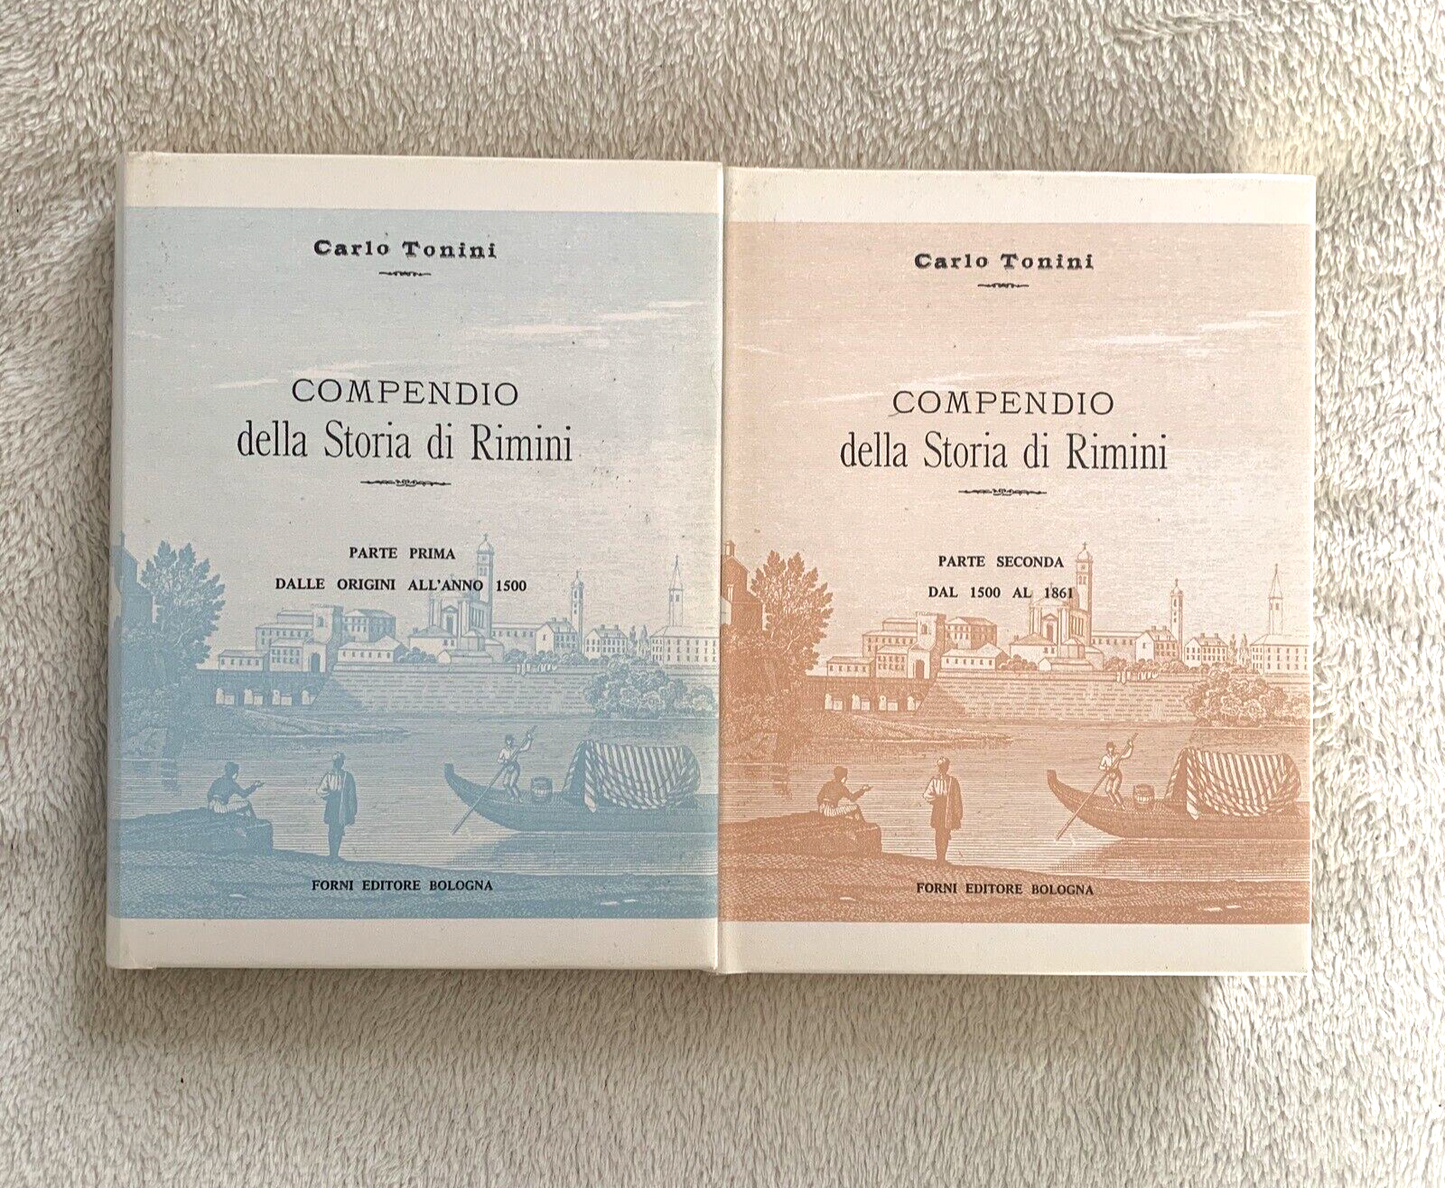 Carlo Tonini
COMPENDIO
della Storia di Rimini
PARTE PRIMA
DALLE ORIGINI ALL'ANNO 1500
FORNI EDITORE BOLOGNA
Carlo Tonini
COMPENDIO
della Storia di Rimini
PARTE SECONDA
DAL 1500 AL 1861
FORNI EDITORE BOLOGNA